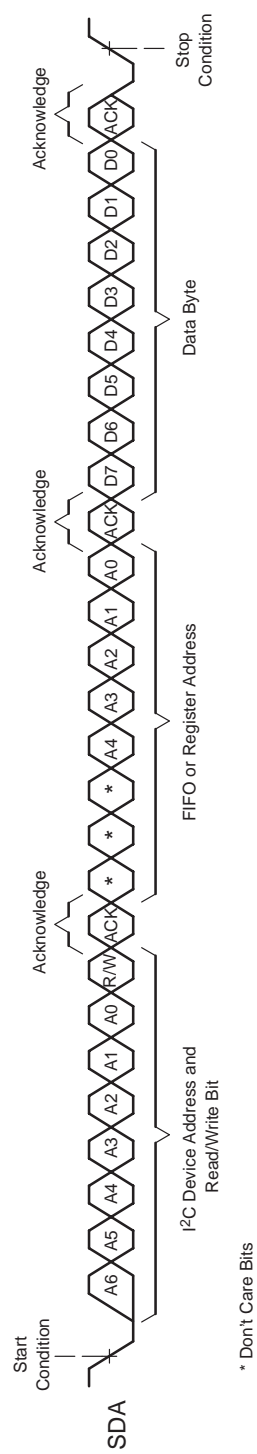 Start
Condition
Acknowledge
Acknowledge
Acknowledge
SDA
A6 A5 A4 A3 A2 A1 A0 R/W ACK * * * A4 A3 A2 A1 A0 ACK D7 D6 D5 D4 D3 D2 D1 D0 ACK
I²C Device Address and
Read/Write Bit
FIFO or Register Address
Data Byte
Stop
Condition
* Don't Care Bits